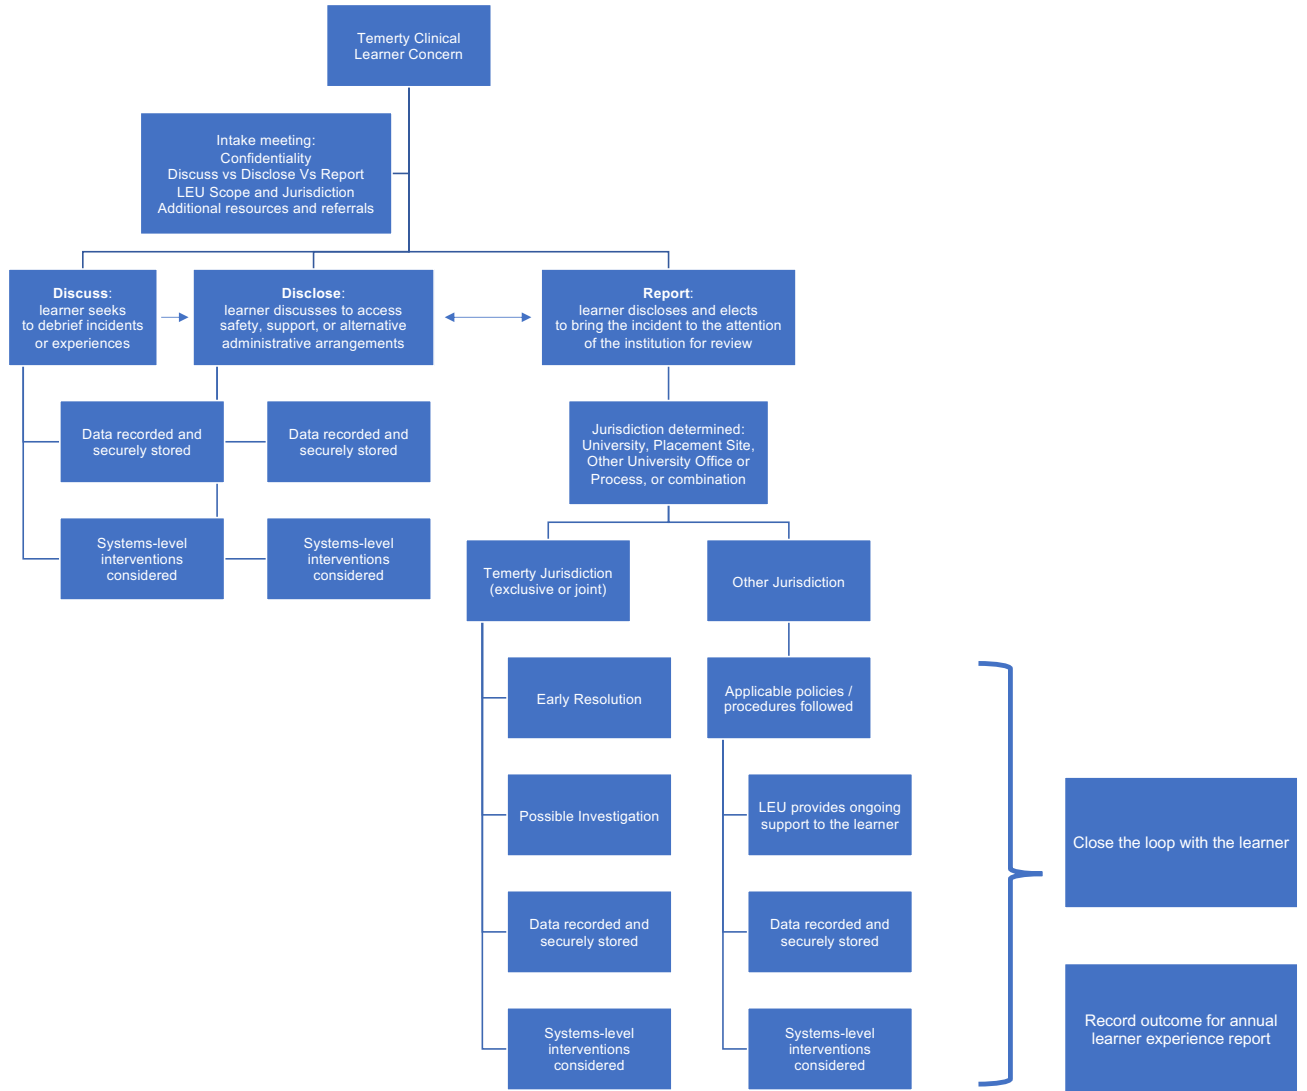 Temerty Clinical
Learner Concern
Intake meeting:
Confidentiality
Discuss vs Disclose Vs Report
LEU Scope and Jurisdiction
Additional resources and referrals
Discuss:
learner seeks
to debrief incidents
or experiences
Disclose:
learner discusses to access
safety, support, or alternative
administrative arrangements
Report:
learner discloses and elects
to bring the incident to the attention
of the institution for review
Data recorded and
securely stored
Data recorded and
securely stored
Jurisdiction determined:
University, Placement Site,
Other University Office or
Process, or combination
Systems-level
interventions
considered
Systems-level
interventions
considered
Temerty Jurisdiction
(exclusive or joint)
Other Jurisdiction
Early Resolution
Applicable policies /
procedures followed
Possible Investigation
LEU provides ongoing
support to the learner
Data recorded and
securely stored
Data recorded and
securely stored
Systems-level
interventions
considered
Systems-level
interventions
considered
Close the loop with the learner
Record outcome for annual
learner experience report